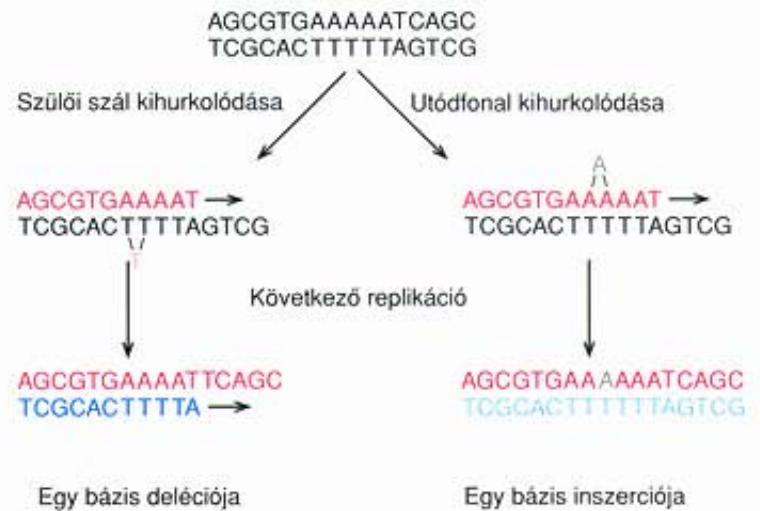 AGCGTGAAAAATCAGC
TCGCACTTTTTAGTCG
Szülői szál kihurkolódása
Utódfonal kihurkolódása
AGCGTGAAAAT
TCGCACTTTTAGTCG
T
A
AGCGTGAAAAAT
TCGCACTTTTTAGTCG
Következő replikáció
AGCGTGAAAATTCAGC
TCGCACTTTTA
AGCGTGAAAAAATCAGC
TCGCACTTTTTTAGTCG
Egy bázis deléciója
Egy bázis inszerciója